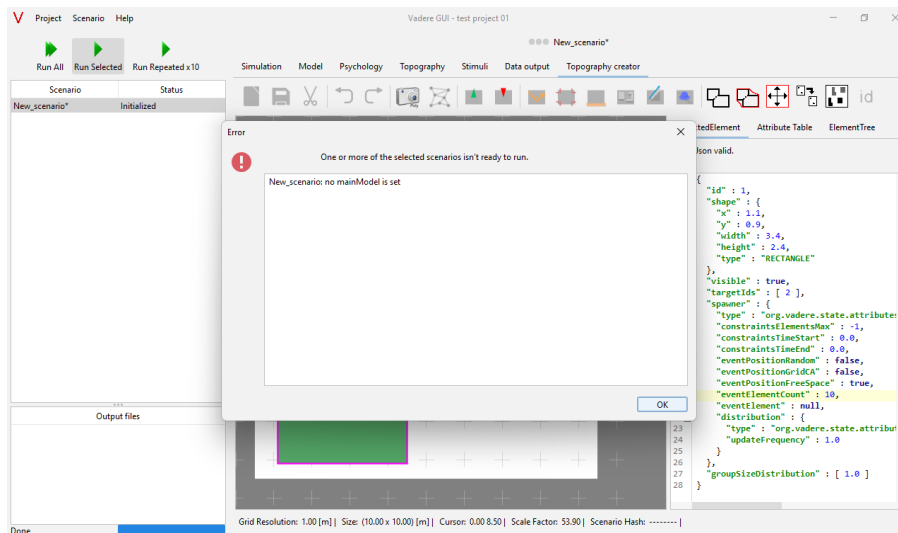 Project Scenario Help
Vadere GUI - test project 01
New_scenario*
Run All Run Selected Run Repeated x10
Simulation Model Psychology Topography Stimuli Data output Topography creator
Scenario Status
New_scenario* Initialized
id
Error
One or more of the selected scenarios isn't ready to run.
New_scenario: no mainModel is set
OK
ctedElement Attribute Table ElementTree
Json valid.
{
"id" : 1,
"shape" : {
"x" : 1.1,
"y" : 0.9,
"width" : 3.4,
"height" : 2.4,
"type" : "RECTANGLE"
},
"visible" : true,
"targetIds" : [ 2 ],
"spawner" : {
"type" : "org.vadere.state.attributes
"constraintsElementsMax" : -1,
"constraintsTimeStart" : 0.0,
"constraintsTimeEnd" : 0.0,
"eventPositionRandom" : false,
"eventPositionGridCA" : false,
"eventPositionFreeSpace" : true,
"eventElementCount" : 10,
"eventElement" : null,
23 "distribution" : {
24 "type" : "org.vadere.state.attribut
25 "updateFrequency" : 1.0
26 }
27 },
28 "groupSizeDistribution" : [ 1.0 ]
}
Output files
Done
Grid Resolution: 1.00 [m] | Size: (10.00 x 10.00) [m] | Cursor: 0.00 8.50 | Scale Factor: 53.90 | Scenario Hash: -------- |